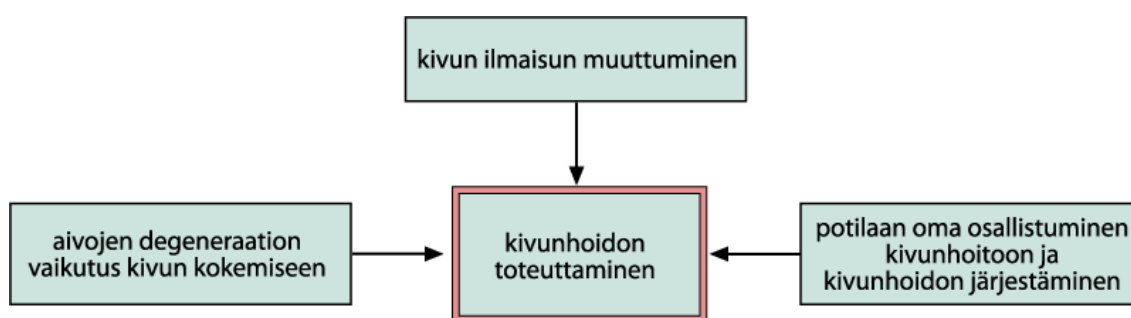 kivun ilmaisun muuttuminen
aivojen degeneraation
vaikutus kivun kokemiseen
kivunhoidon
toteuttaminen
potilaan oma osallistuminen
kivunhoitoon ja
kivunhoidon järjestäminen